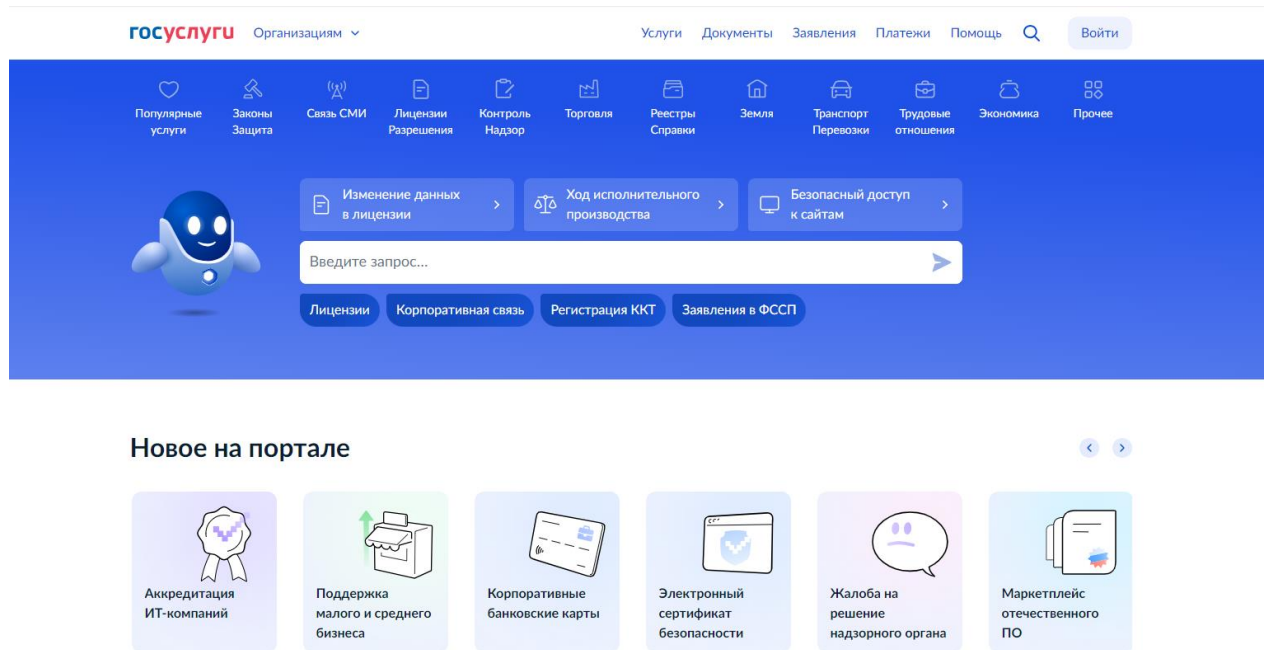 госуслуги Организациям Услуги Документы Заявления Платежи Помощь Войти
Популярные услуги
Законы Защита
Связь СМИ
Лицензии Разрешения
Контроль Надзор
Торговля
Реестры Справки
Земля
Транспорт Перевозки
Трудовые отношения
Экономика
Прочее
Изменение данных
в лицензии
Ход исполнительного
производства
Безопасный доступ
к сайтам
Введите запрос...
Лицензии Корпоративная связь Регистрация ККТ Заявления в ФССП
Новое на портале
Аккредитация
ИТ-компаний
Поддержка
малого и среднего
бизнеса
Корпоративные
банковские карты
Электронный
сертификат
безопасности
Жалоба на
решение
надзорного органа
Маркетплейс
отечественного
ПО